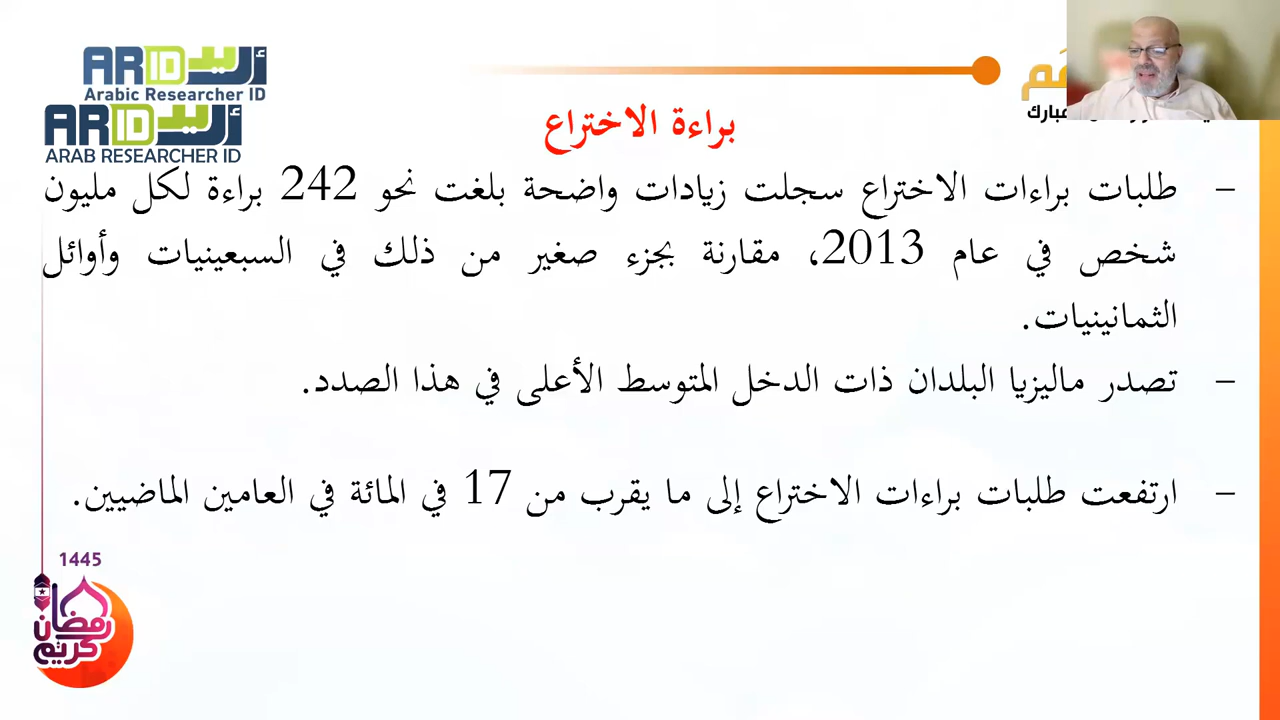 ARID أريد
Arabic Researcher ID
ARID أريد
ARAB RESEARCHER ID
براءة الاختراع
- طلبات براءات الاختراع سجلت زيادات واضحة بلغت نحو 242 براءة لكل مليون
شخص في عام 2013، مقارنة بجزء صغير من ذلك في السبعينيات وأوائل
الثمانينيات.
- تصدر ماليزيا البلدان ذات الدخل المتوسط الأعلى في هذا الصدد.
- ارتفعت طلبات براءات الاختراع إلى ما يقرب من 17 في المائة في العامين الماضيين.
1445
رمضان
كريم